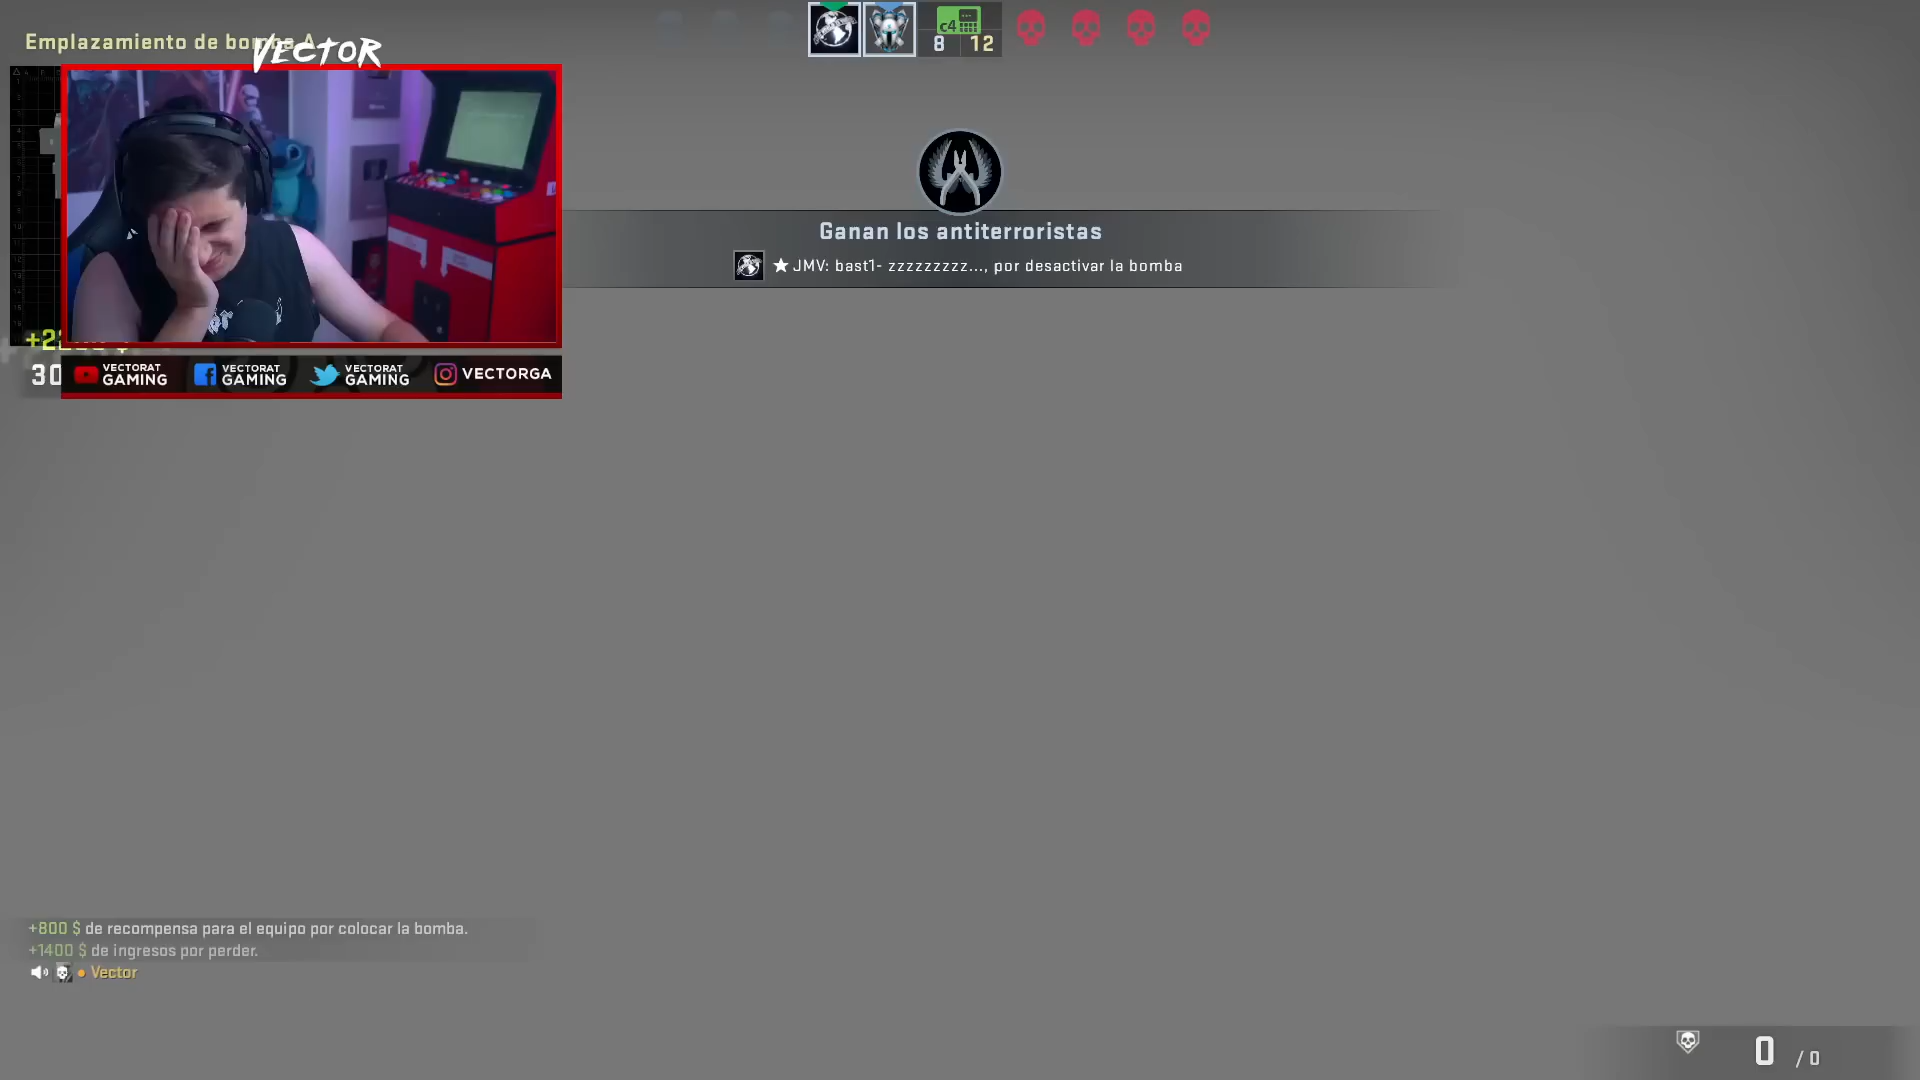 Emplazamiento de bomba A
VECTOR
c4
8 12
Ganan los antiterroristas
★ JMV: bast1- zzzzzzzzz..., por desactivar la bomba
30
VECTORAT GAMING
VECTORAT GAMING
VECTORAT GAMING
VECTORGA
+800 $ de recompensa para el equipo por colocar la bomba.
+1400 $ de ingresos por perder.
Vector
0 / 0